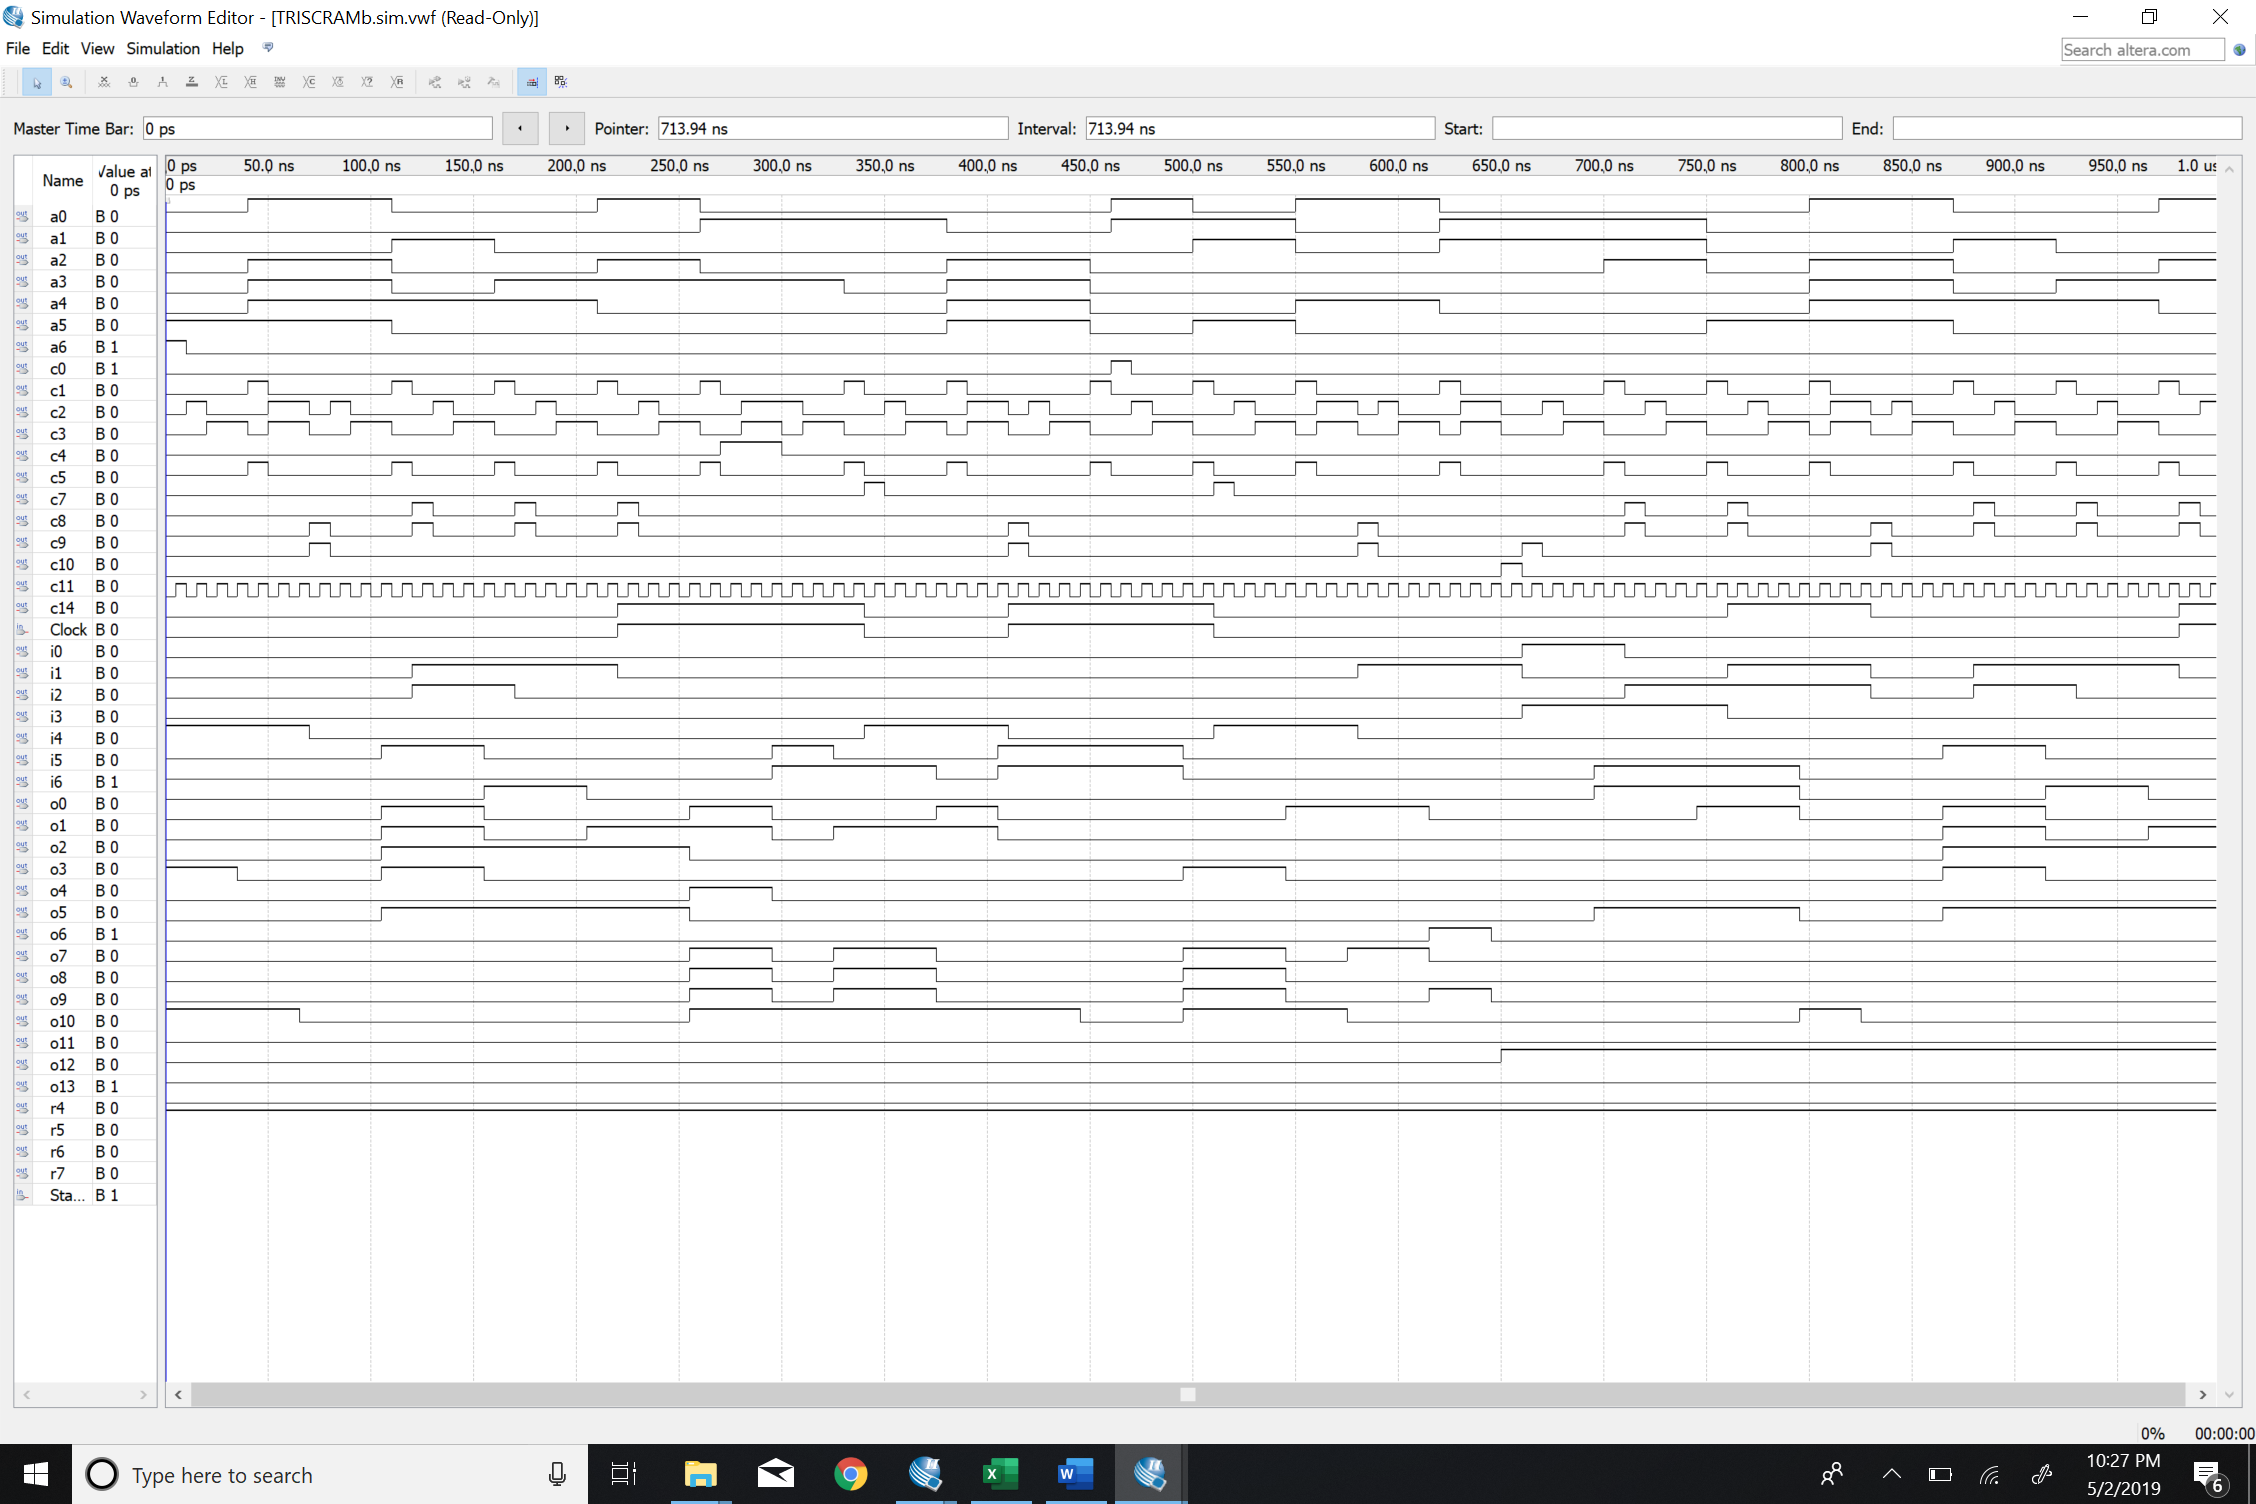 Simulation Waveform Editor - [TRISCRAMb.sim.vwf (Read-Only)]
File Edit View Simulation Help
Search altera.com
Master Time Bar: 0 ps Pointer: 713.94 ns Interval: 713.94 ns Start: End:
Name Value at 0 ps
0 ps 50.0 ns 100.0 ns 150.0 ns 200.0 ns 250.0 ns 300.0 ns 350.0 ns 400.0 ns 450.0 ns 500.0 ns 550.0 ns 600.0 ns 650.0 ns 700.0 ns 750.0 ns 800.0 ns 850.0 ns 900.0 ns 950.0 ns 1.0 us
0 ps
a0 B 0
a1 B 0
a2 B 0
a3 B 0
a4 B 0
a5 B 0
a6 B 1
c0 B 1
c1 B 0
c2 B 0
c3 B 0
c4 B 0
c5 B 0
c7 B 0
c8 B 0
c9 B 0
c10 B 0
c11 B 0
c14 B 0
Clock B 0
i0 B 0
i1 B 0
i2 B 0
i3 B 0
i4 B 0
i5 B 0
i6 B 1
o0 B 0
o1 B 0
o2 B 0
o3 B 0
o4 B 0
o5 B 0
o6 B 1
o7 B 0
o8 B 0
o9 B 0
o10 B 0
o11 B 0
o12 B 0
o13 B 1
r4 B 0
r5 B 0
r6 B 0
r7 B 0
Sta... B 1
0% 00:00:00
Type here to search
10:27 PM
5/2/2019
6